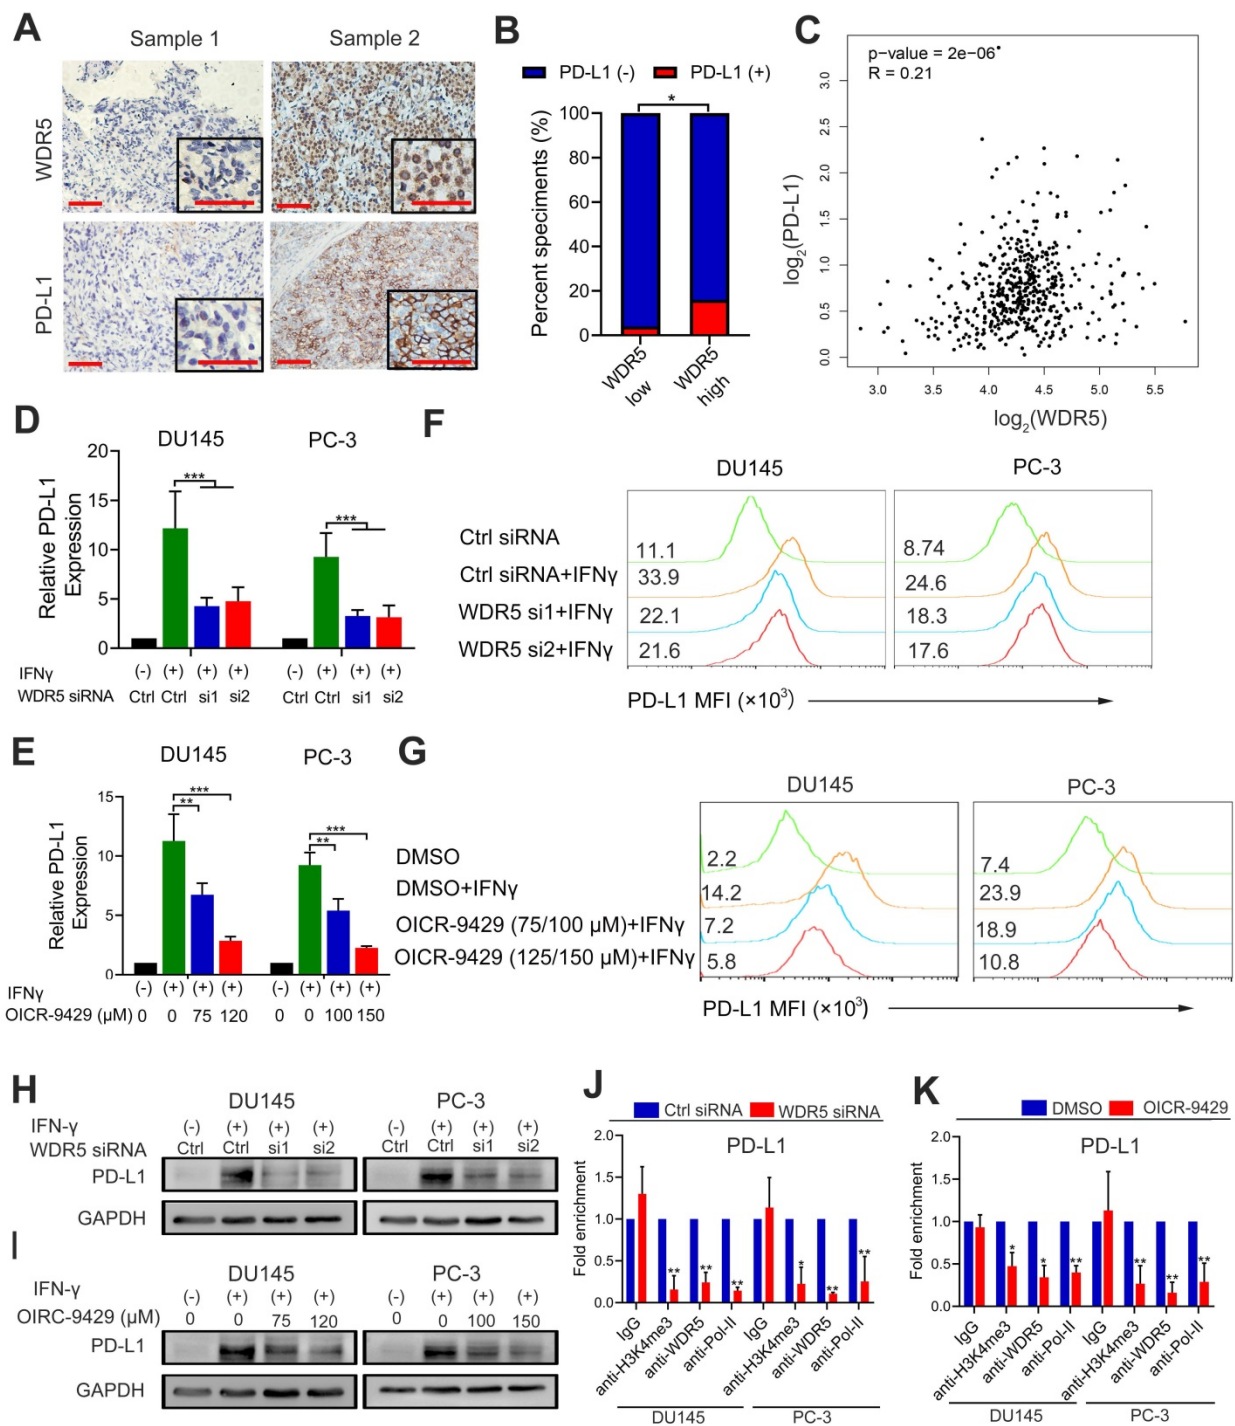 A
Sample 1
Sample 2
WDR5
PD-L1
B
PD-L1 (-)
PD-L1 (+)
*
Percent speciments (%)
100
80
60
40
20
0
WDR5 low
WDR5 high
C
p-value = 2e-06
R = 0.21
log2(PD-L1)
3.0
2.5
2.0
1.5
1.0
0.5
0.0
3.0 3.5 4.0 4.5 5.0 5.5
log2(WDR5)
D
DU145
PC-3
Relative PD-L1 Expression
20
15
10
5
0
***
***
IFNγ (-) (+) (+) (+) (-) (+) (+) (+)
WDR5 siRNA Ctrl Ctrl si1 si2 Ctrl Ctrl si1 si2
F
DU145
PC-3
Ctrl siRNA 11.1 8.74
Ctrl siRNA+IFNγ 33.9 24.6
WDR5 si1+IFNγ 22.1 18.3
WDR5 si2+IFNγ 21.6 17.6
PD-L1 MFI (×10³)
E
DU145
PC-3
Relative PD-L1 Expression
15
10
5
0
*** **
*** **
IFNγ (-) (+) (+) (+) (-) (+) (+) (+)
OICR-9429 (μM) 0 0 75 120 0 0 100 150
G
DU145
PC-3
DMSO 2.2 7.4
DMSO+IFNγ 14.2 23.9
OICR-9429 (75/100 μM)+IFNγ 7.2 18.9
OICR-9429 (125/150 μM)+IFNγ 5.8 10.8
PD-L1 MFI (×10³)
H
DU145
PC-3
IFN-γ (-) (+) (+) (+) (-) (+) (+) (+)
WDR5 siRNA Ctrl Ctrl si1 si2 Ctrl Ctrl si1 si2
PD-L1
GAPDH
I
DU145
PC-3
IFN-γ (-) (+) (+) (+) (-) (+) (+) (+)
OIRC-9429 (μM) 0 0 75 120 0 0 100 150
PD-L1
GAPDH
J
Ctrl siRNA
WDR5 siRNA
PD-L1
Fold enrichment
2.0
1.5
1.0
0.5
0.0
** ** ** * ** **
IgG
anti-H3K4me3
anti-WDR5
anti-Pol-II
IgG
anti-H3K4me3
anti-WDR5
anti-Pol-II
DU145
PC-3
K
DMSO
OICR-9429
PD-L1
Fold enrichment
2.0
1.5
1.0
0.5
0.0
* * ** ** ** **
IgG
anti-H3K4me3
anti-WDR5
anti-Pol-II
IgG
anti-H3K4me3
anti-WDR5
anti-Pol-II
DU145
PC-3